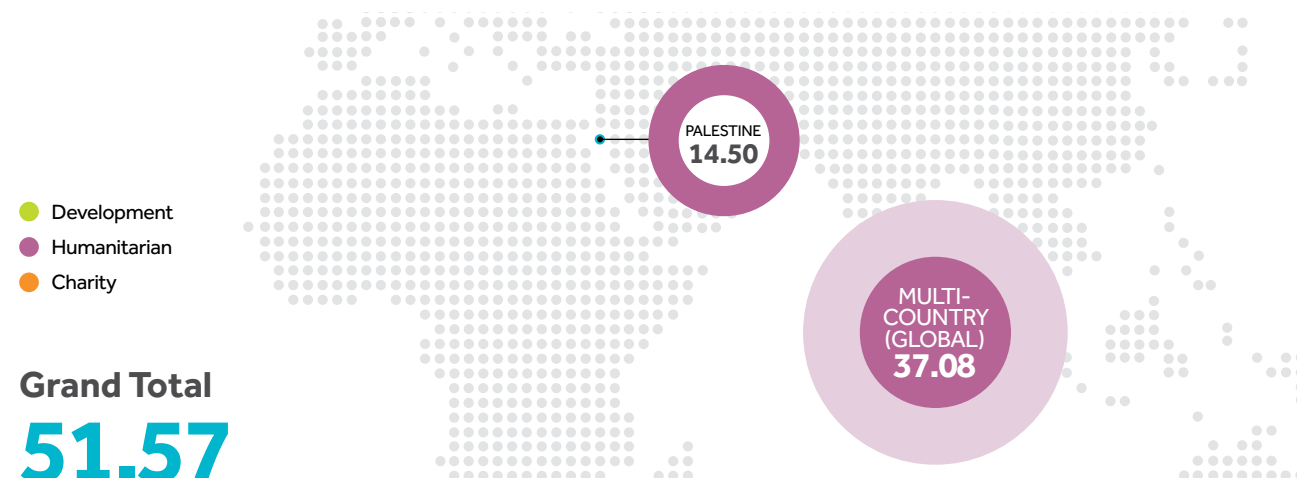 PALESTINE
14.50
Development
Humanitarian
Charity
MULTI-
COUNTRY
(GLOBAL)
37.08
Grand Total
51.57